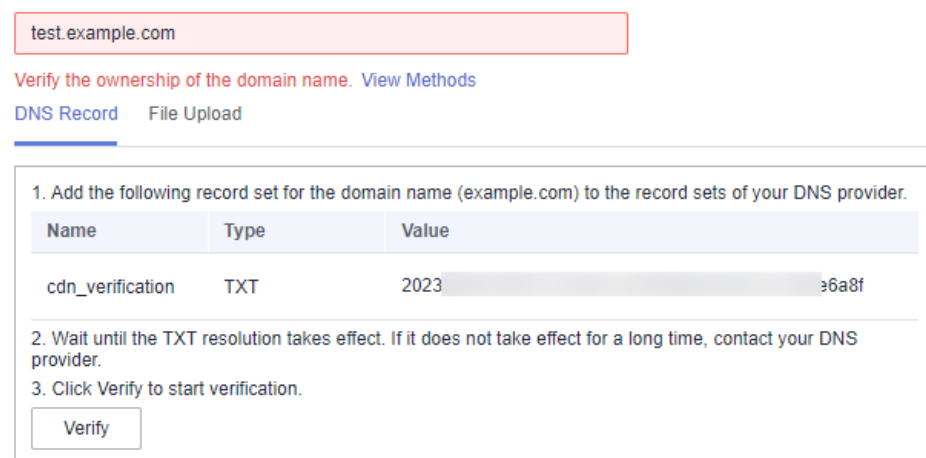 test.example.com
Verify the ownership of the domain name. View Methods
DNS Record File Upload
1. Add the following record set for the domain name (example.com) to the record sets of your DNS provider.
Name Type Value
cdn_verification TXT 2023 e6a8f
2. Wait until the TXT resolution takes effect. If it does not take effect for a long time, contact your DNS
provider.
3. Click Verify to start verification.
Verify